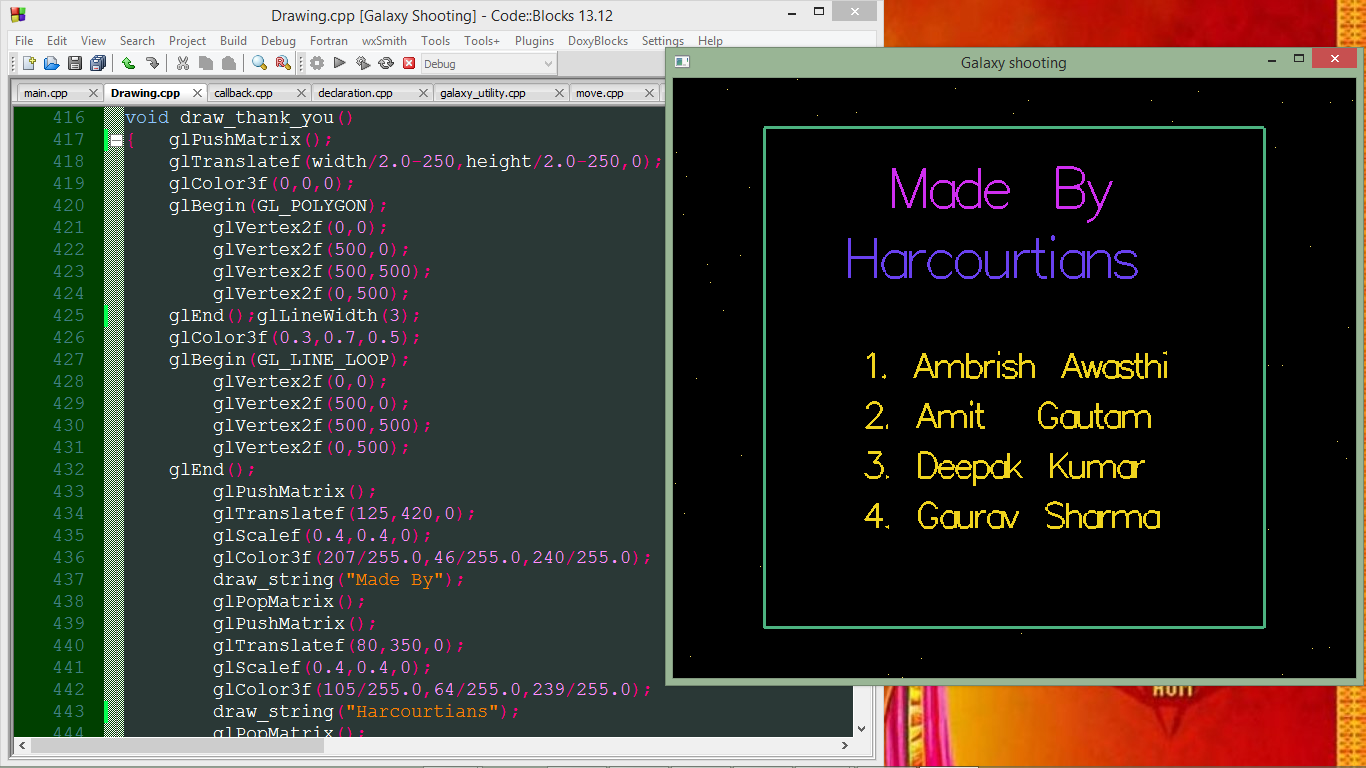 Drawing.cpp [Galaxy Shooting] - Code::Blocks 13.12
File Edit View Search Project Build Debug Fortran wxSmith Tools Tools+ Plugins DoxyBlocks Settings Help
Debug
main.cpp Drawing.cpp callback.cpp declaration.cpp galaxy_utility.cpp move.cpp
416 void draw_thank_you()
417 { glPushMatrix();
418 glTranslatef(width/2.0-250,height/2.0-250,0);
419 glColor3f(0,0,0);
420 glBegin(GL_POLYGON);
421 glVertex2f(0,0);
422 glVertex2f(500,0);
423 glVertex2f(500,500);
424 glVertex2f(0,500);
425 glEnd();glLineWidth(3);
426 glColor3f(0.3,0.7,0.5);
427 glBegin(GL_LINE_LOOP);
428 glVertex2f(0,0);
429 glVertex2f(500,0);
430 glVertex2f(500,500);
431 glVertex2f(0,500);
432 glEnd();
433 glPushMatrix();
434 glTranslatef(125,420,0);
435 glScalef(0.4,0.4,0);
436 glColor3f(207/255.0,46/255.0,240/255.0);
437 draw_string("Made By");
438 glPopMatrix();
439 glPushMatrix();
440 glTranslatef(80,350,0);
441 glScalef(0.4,0.4,0);
442 glColor3f(105/255.0,64/255.0,239/255.0);
443 draw_string("Harcourtians");
444 glPopMatrix();
Galaxy shooting
Made By
Harcourtians
1. Ambrish Awasthi
2. Amit Gautam
3. Deepak Kumar
4. Gaurav Sharma